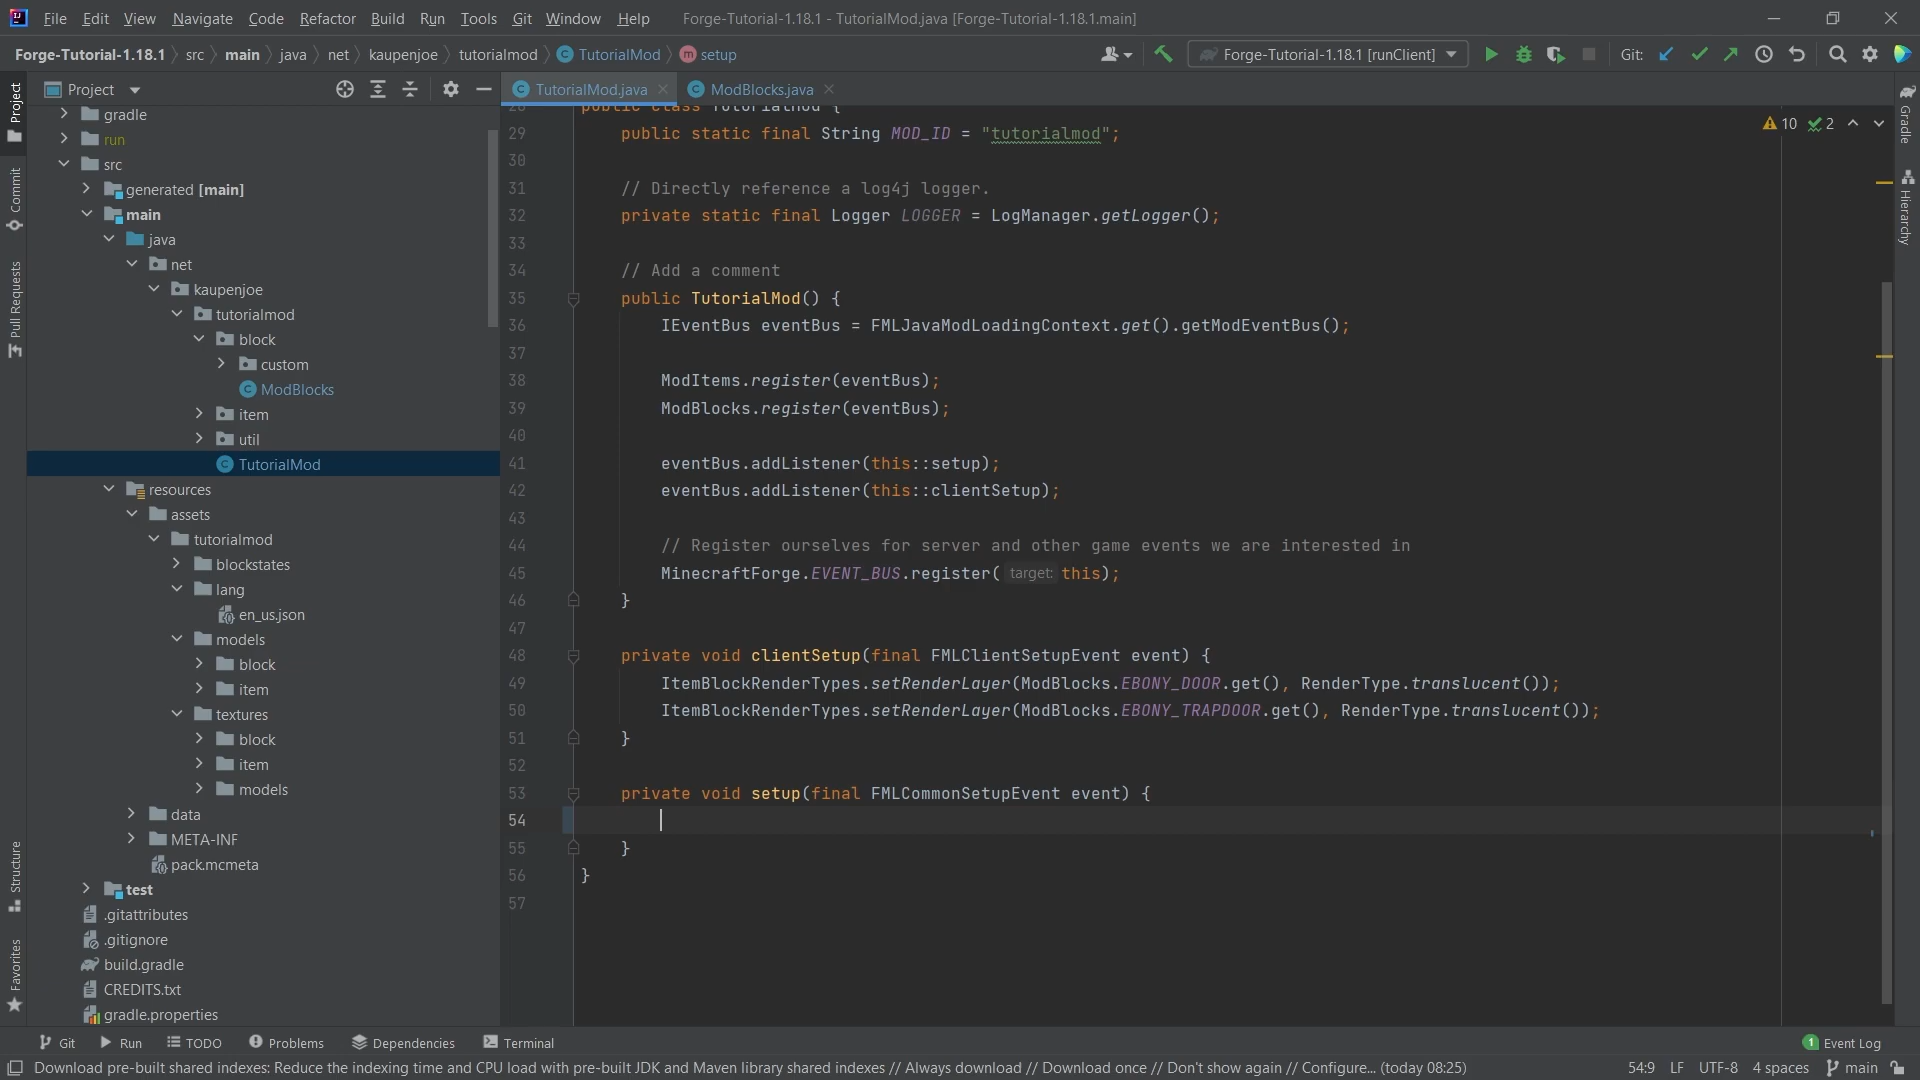 File Edit View Navigate Code Refactor Build Run Tools Git Window Help Forge-Tutorial-1.18.1 - TutorialMod.java [Forge-Tutorial-1.18.1.main]
Forge-Tutorial-1.18.1 src main java net kaupenjoe tutorialmod TutorialMod setup Forge-Tutorial-1.18.1 [runClient] Git:
Project TutorialMod.java ModBlocks.java
gradle
run
src
generated [main]
main
java
net
kaupenjoe
tutorialmod
block
custom
ModBlocks
item
util
TutorialMod
resources
assets
tutorialmod
blockstates
lang
en_us.json
models
block
item
textures
block
item
models
data
META-INF
pack.mcmeta
test
.gitattributes
.gitignore
build.gradle
CREDITS.txt
gradle.properties
Project
Commit
Pull Requests
Structure
Favorites
28 public class TutorialMod {
29 public static final String MOD_ID = "tutorialmod";
30
31 // Directly reference a log4j logger.
32 private static final Logger LOGGER = LogManager.getLogger();
33
34 // Add a comment
35 public TutorialMod() {
36 IEventBus eventBus = FMLJavaModLoadingContext.get().getModEventBus();
37
38 ModItems.register(eventBus);
39 ModBlocks.register(eventBus);
40
41 eventBus.addListener(this::setup);
42 eventBus.addListener(this::clientSetup);
43
44 // Register ourselves for server and other game events we are interested in
45 MinecraftForge.EVENT_BUS.register( target: this);
46 }
47
48 private void clientSetup(final FMLClientSetupEvent event) {
49 ItemBlockRenderTypes.setRenderLayer(ModBlocks.EBONY_DOOR.get(), RenderType.translucent());
50 ItemBlockRenderTypes.setRenderLayer(ModBlocks.EBONY_TRAPDOOR.get(), RenderType.translucent());
51 }
52
53 private void setup(final FMLCommonSetupEvent event) {
54
55 }
56 }
57
10 2
Gradle
Hierarchy
Git Run TODO Problems Dependencies Terminal 1 Event Log
Download pre-built shared indexes: Reduce the indexing time and CPU load with pre-built JDK and Maven library shared indexes // Always download // Download once // Don't show again // Configure... (today 08:25) 54:9 LF UTF-8 4 spaces main